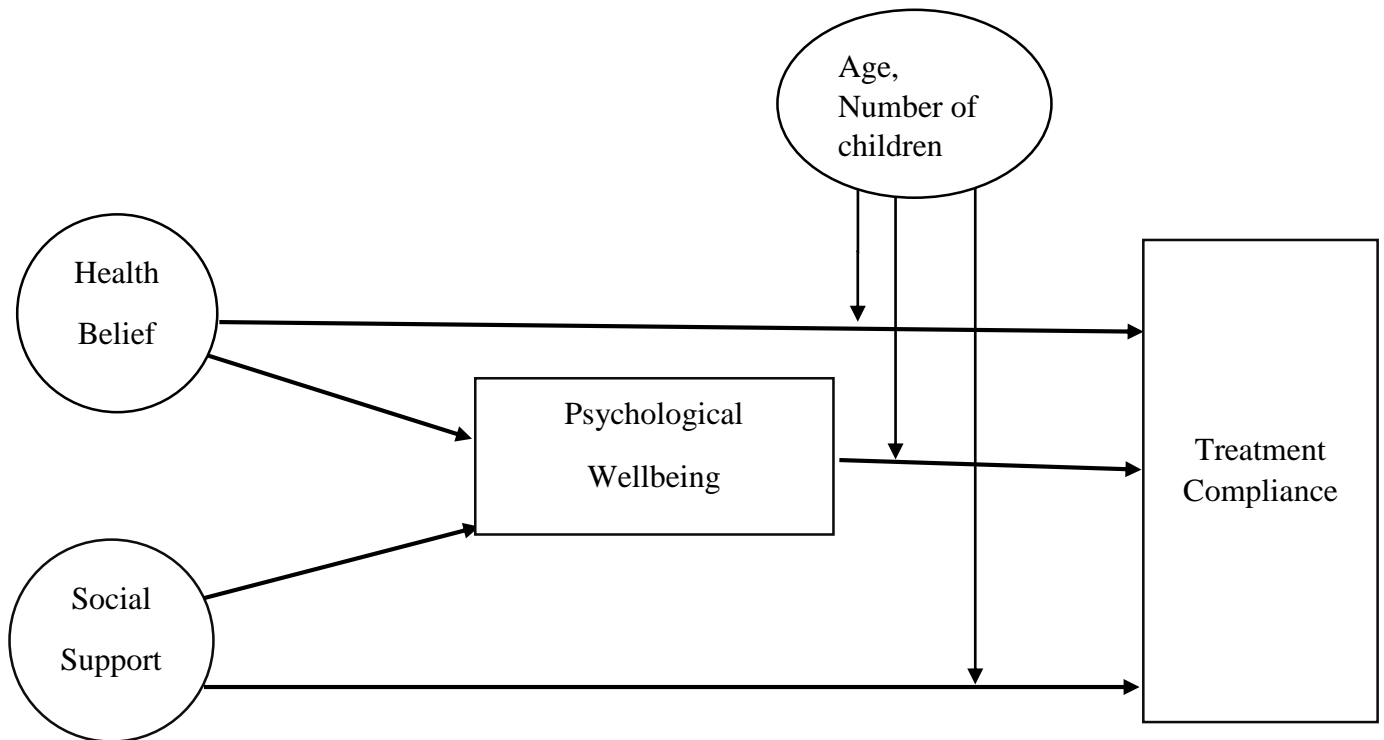 Age,
Number of
children
Health
Belief
Psychological
Wellbeing
Treatment
Compliance
Social
Support